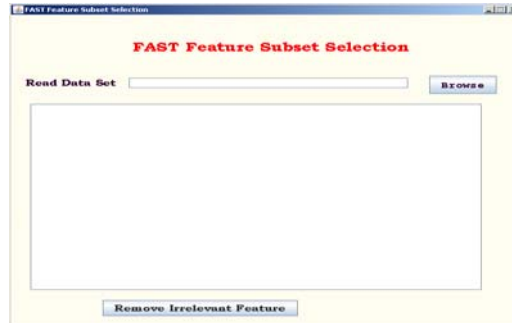 FAST Feature Subset Selection
FAST Feature Subset Selection
Read Data Set
Browse
Remove Irrelevant Feature